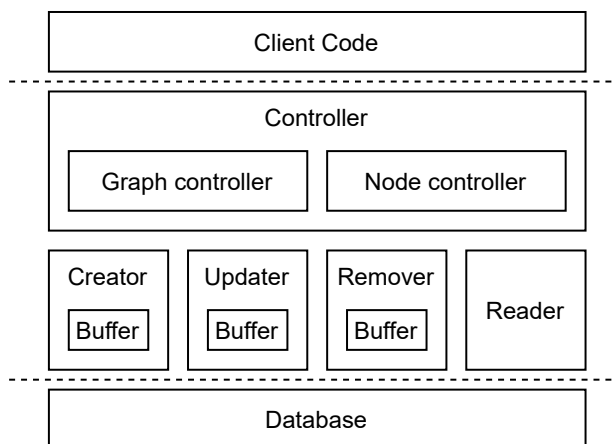 Client Code
Controller
Graph controller
Node controller
Creator
Updater
Remover
Reader
Buffer
Buffer
Buffer
Database